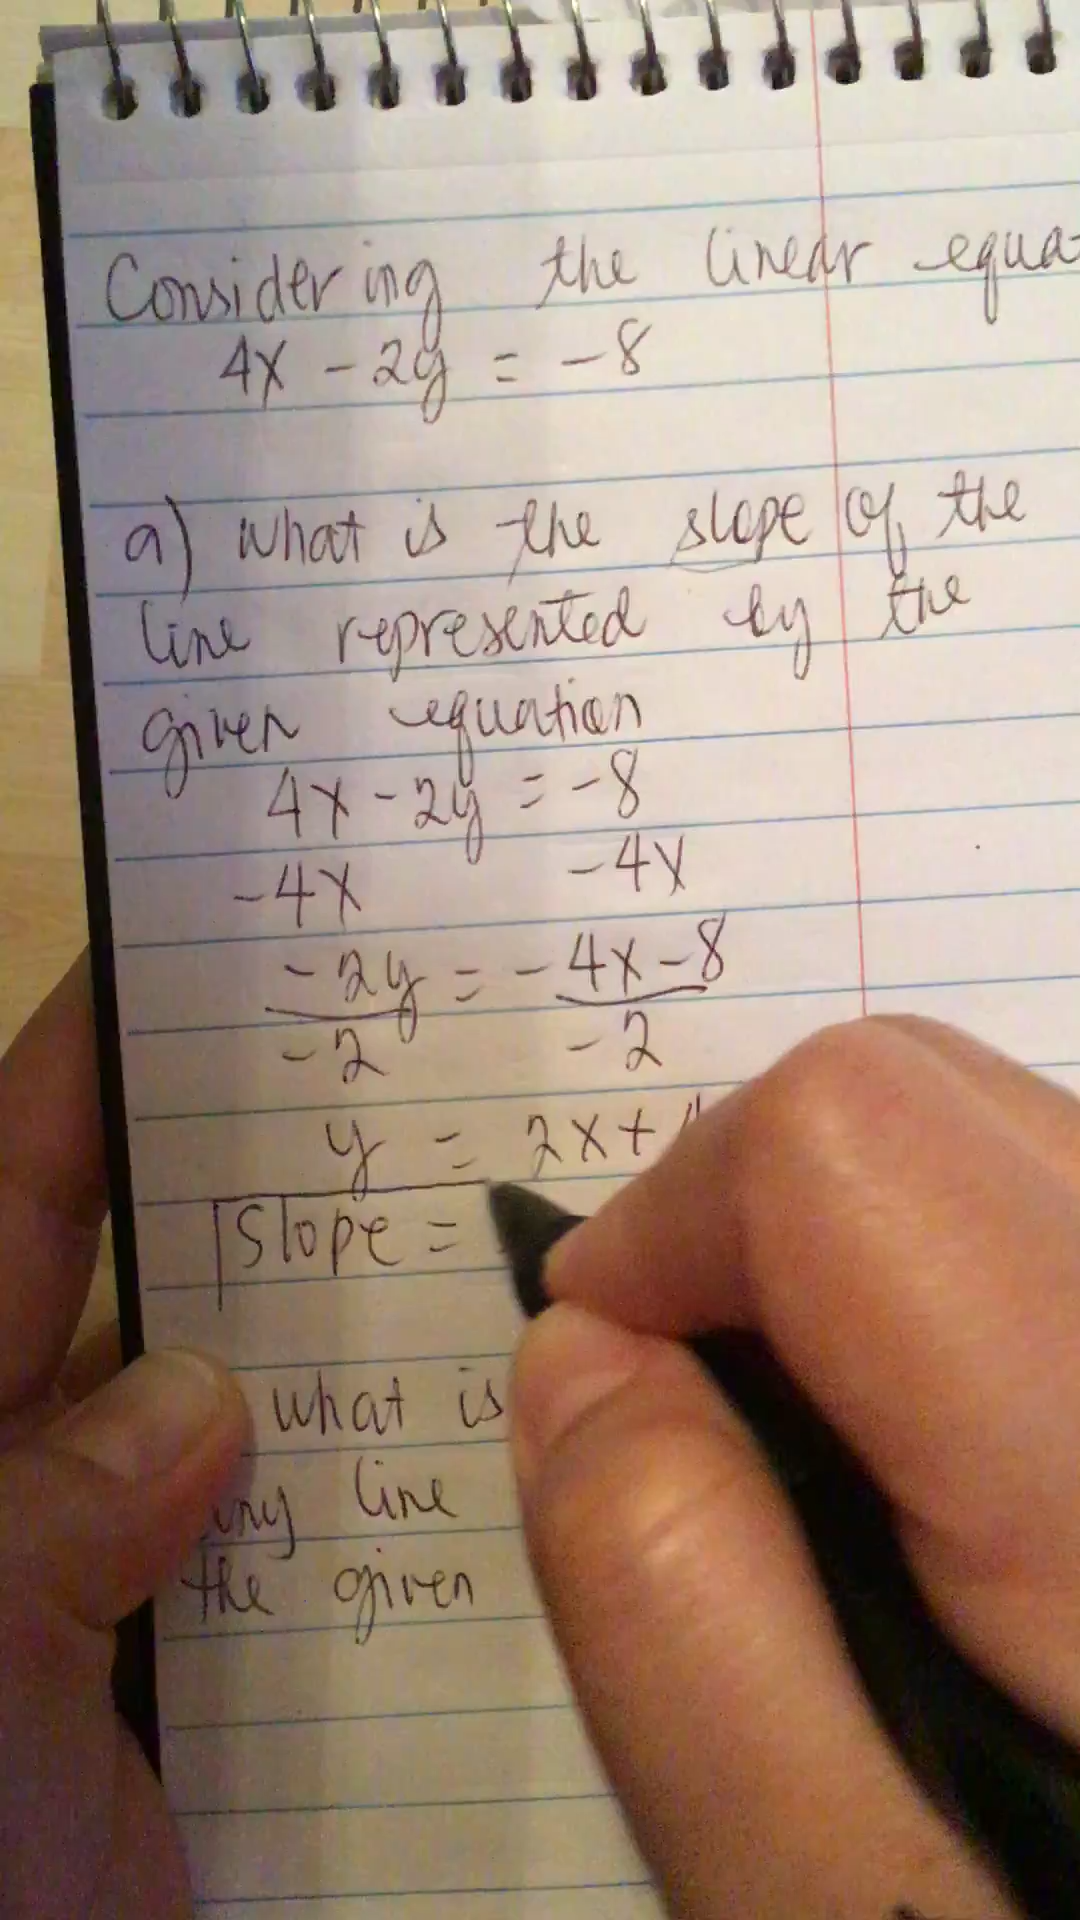 Considering the linear equa
4x - 2y = -8
a) what is the slope of the
line represented by the
given equation
4x - 2y = -8
-4x -4x
-2y = -4x - 8
-2 -2
y = 2x +
Slope =
what is
line
the given